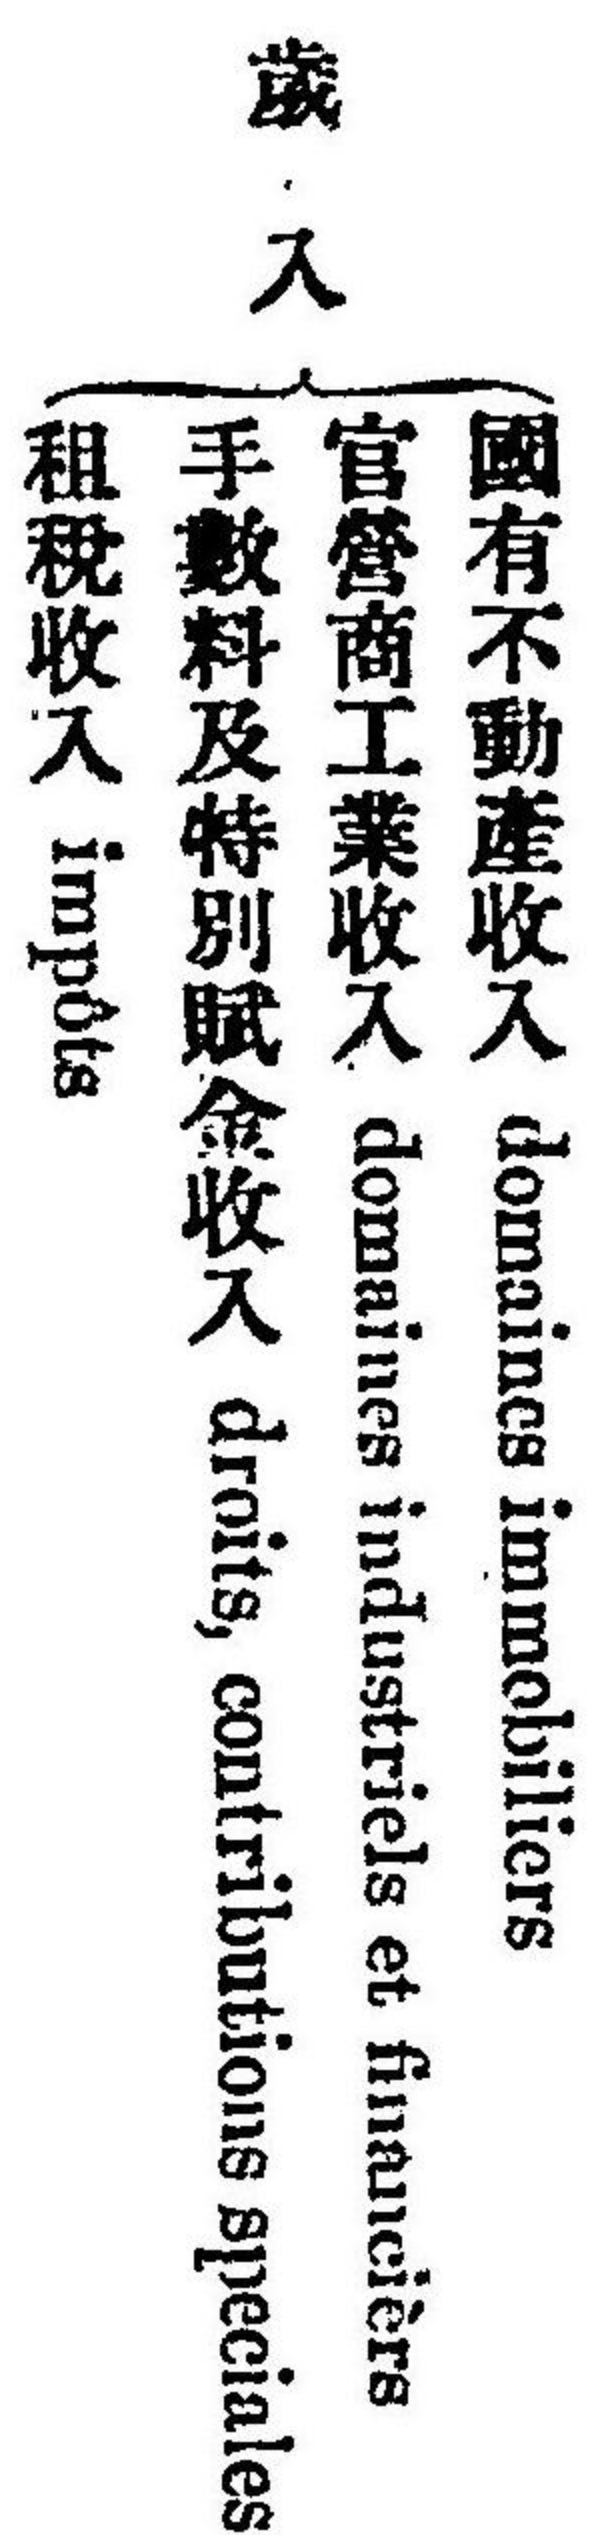 歲入
國有不動產收入 domaines immobiliers
官營商工業收入 domaines industriels et financiers
手數料及特別賦金收入 droits, contributions speciales
租稅收入 impôts